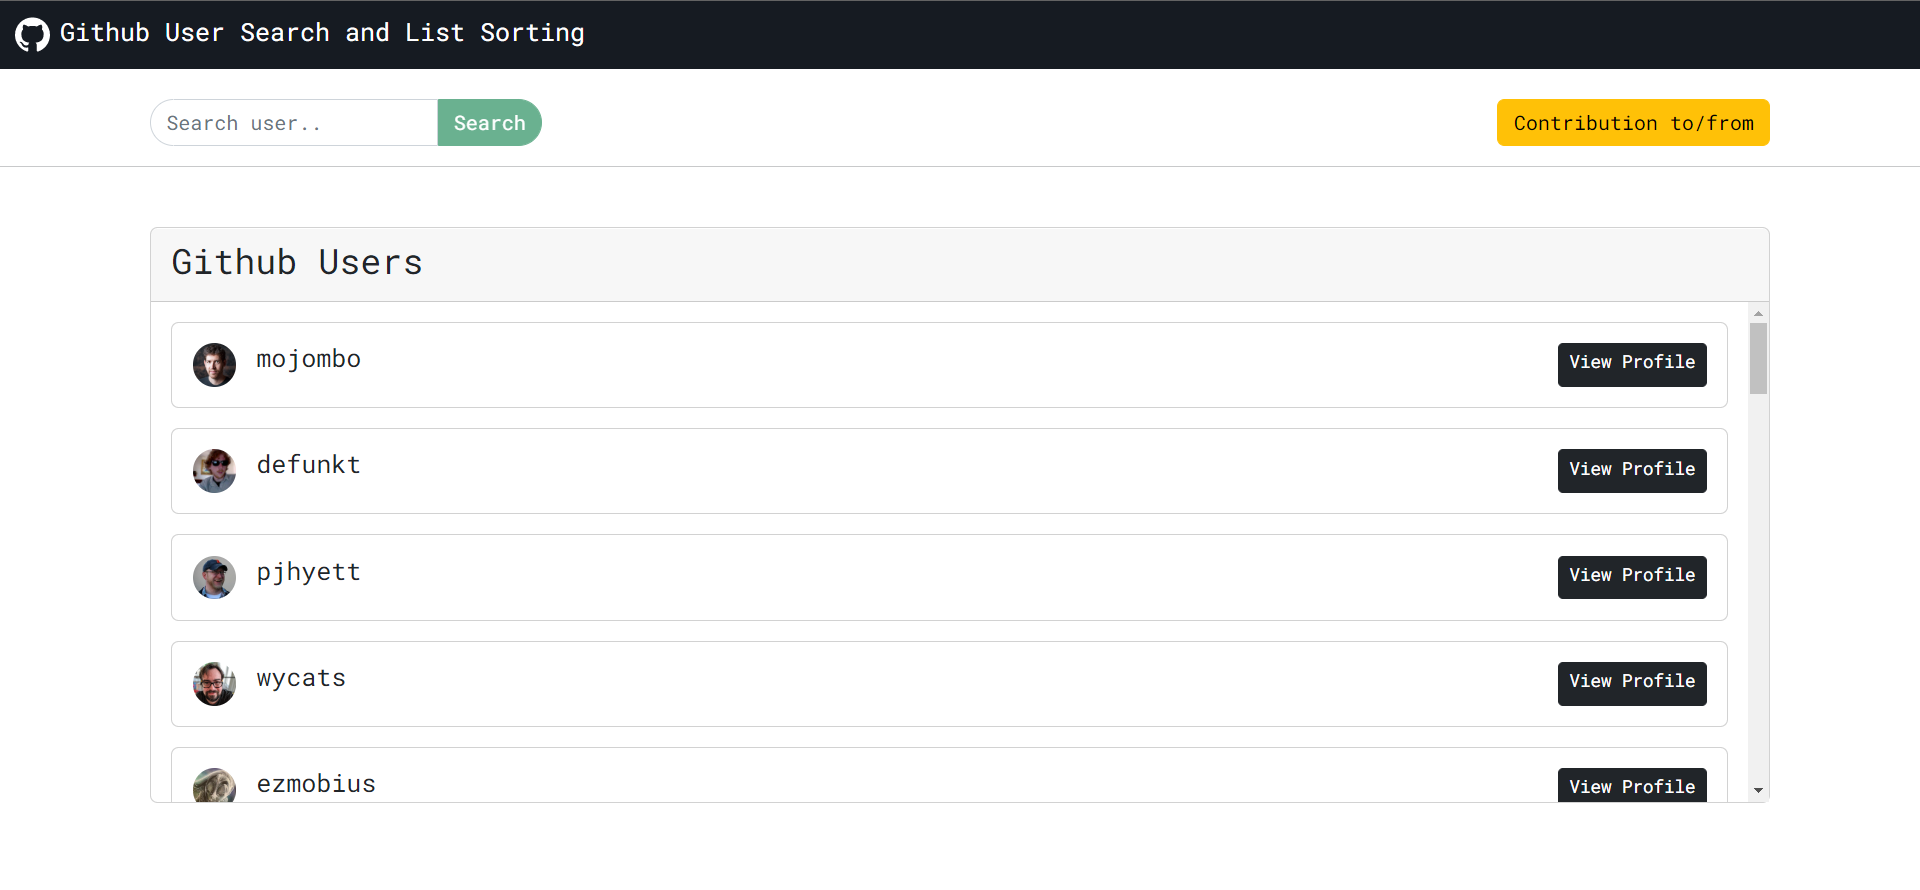 Github User Search and List Sorting
Search user..
Search
Contribution to/from
Github Users
mojombo
View Profile
defunkt
View Profile
pjhyett
View Profile
wycats
View Profile
ezmobius
View Profile